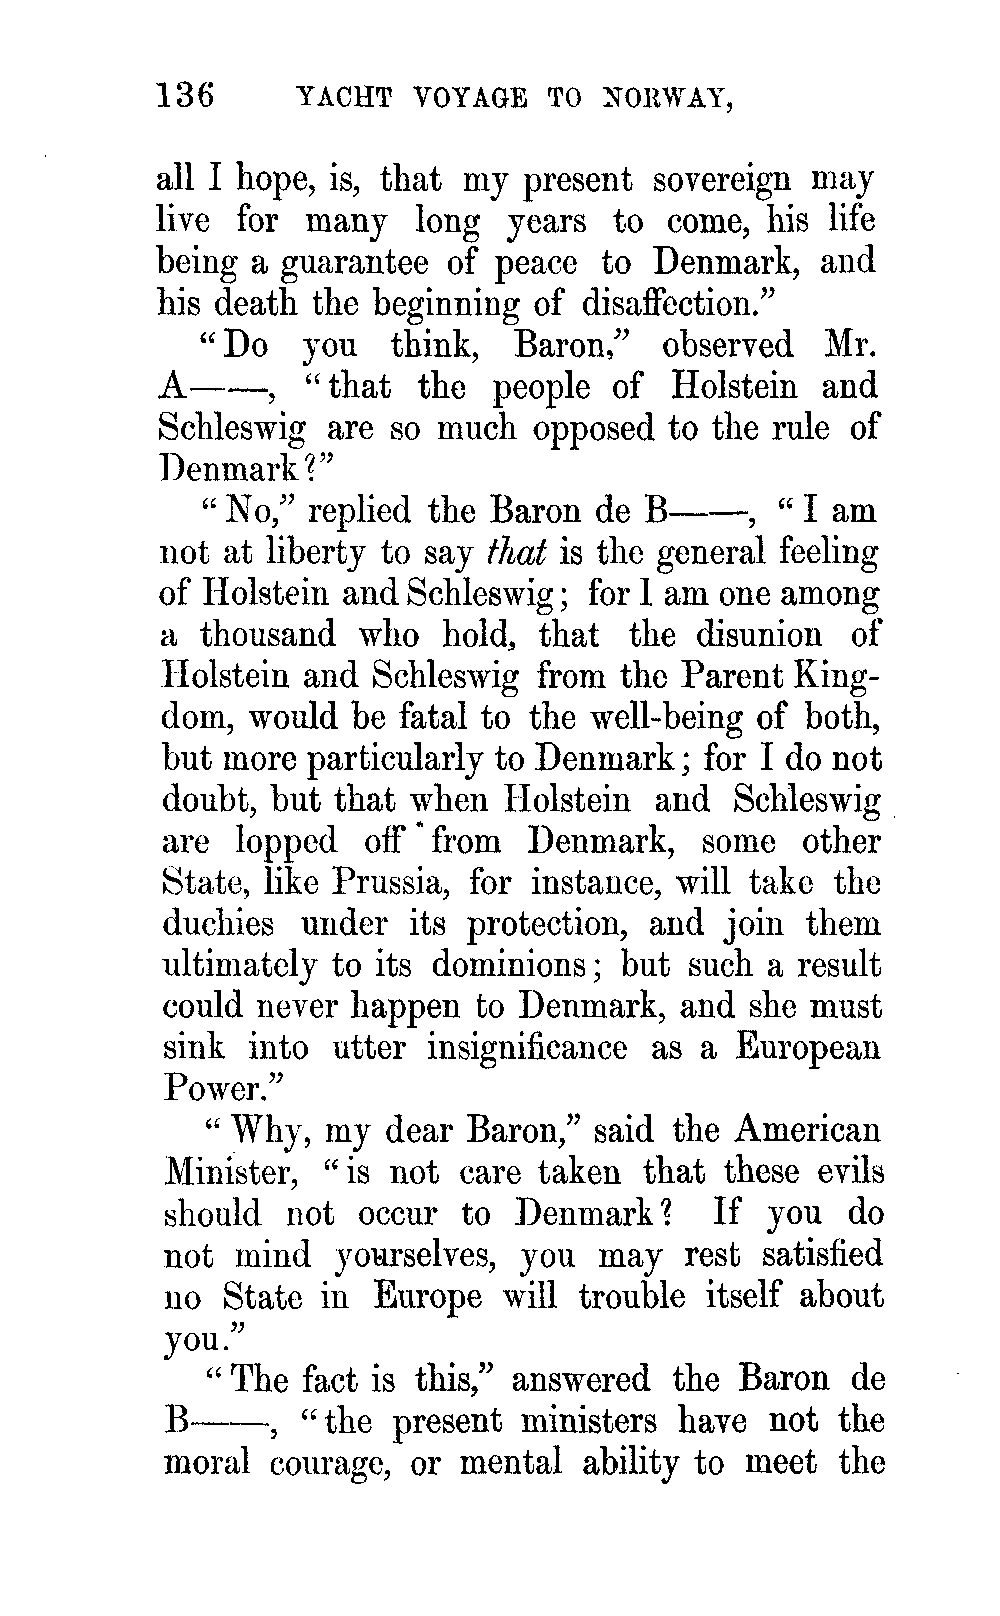 136 YACHT VOYAGE TO NORWAY,
all I hope, is, that my present sovereign may
live for many long years to come, his life
being a guarantee of peace to Denmark, and
his death the beginning of disaffection."
"Do you think, Baron," observed Mr.
A——, "that the people of Holstein and
Schleswig are so much opposed to the rule of
Denmark?"
"No," replied the Baron de B——, "I am
not at liberty to say that is the general feeling
of Holstein and Schleswig; for I am one among
a thousand who hold, that the disunion of
Holstein and Schleswig from the Parent King-
dom, would be fatal to the well-being of both,
but more particularly to Denmark; for I do not
doubt, but that when Holstein and Schleswig
are lopped off from Denmark, some other
State, like Prussia, for instance, will take the
duchies under its protection, and join them
ultimately to its dominions; but such a result
could never happen to Denmark, and she must
sink into utter insignificance as a European
Power."
"Why, my dear Baron," said the American
Minister, "is not care taken that these evils
should not occur to Denmark? If you do
not mind yourselves, you may rest satisfied
no State in Europe will trouble itself about
you."
"The fact is this," answered the Baron de
B——, "the present ministers have not the
moral courage, or mental ability to meet the